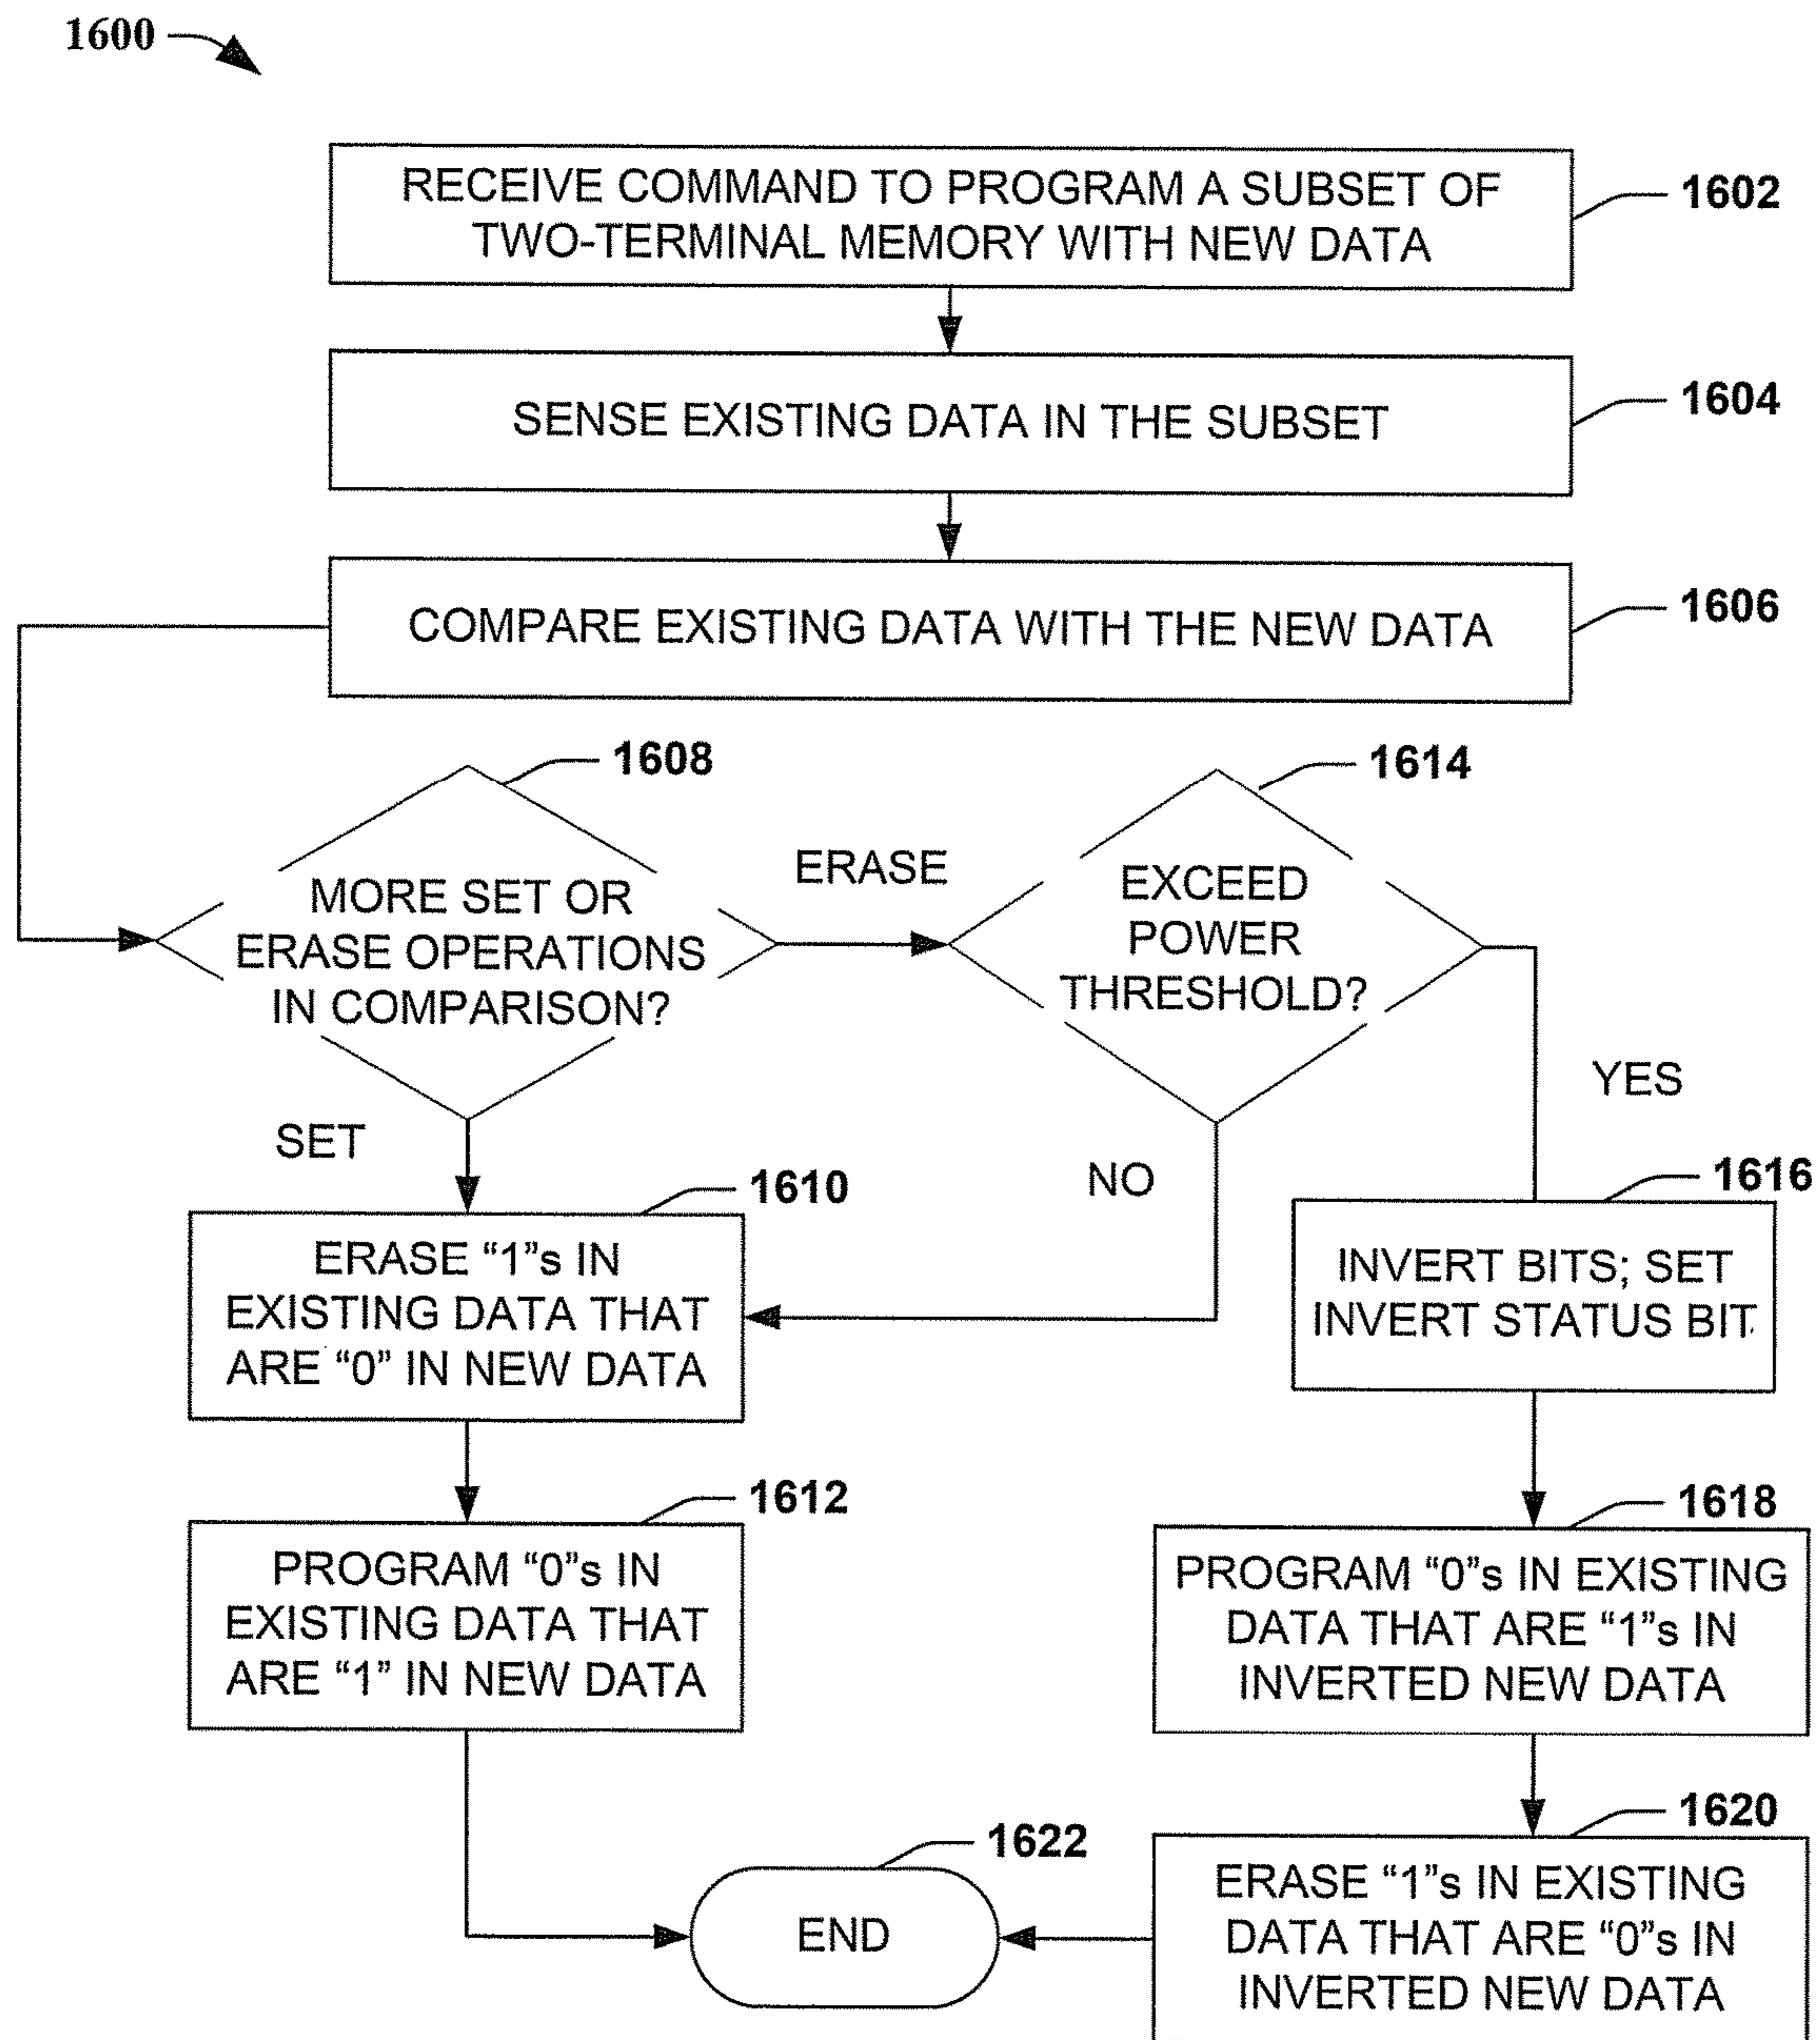 1600
RECEIVE COMMAND TO PROGRAM A SUBSET OF
TWO-TERMINAL MEMORY WITH NEW DATA
1602
SENSE EXISTING DATA IN THE SUBSET
1604
COMPARE EXISTING DATA WITH THE NEW DATA
1606
1608
MORE SET OR
ERASE OPERATIONS
IN COMPARISON?
ERASE
1614
EXCEED
POWER
THRESHOLD?
YES
SET
NO
1610
ERASE “1”s IN
EXISTING DATA THAT
ARE “0” IN NEW DATA
1616
INVERT BITS; SET
INVERT STATUS BIT
1612
PROGRAM “0”s IN
EXISTING DATA THAT
ARE “1” IN NEW DATA
1618
PROGRAM “0”s IN EXISTING
DATA THAT ARE “1”s IN
INVERTED NEW DATA
1622
END
1620
ERASE “1”s IN EXISTING
DATA THAT ARE “0”s IN
INVERTED NEW DATA